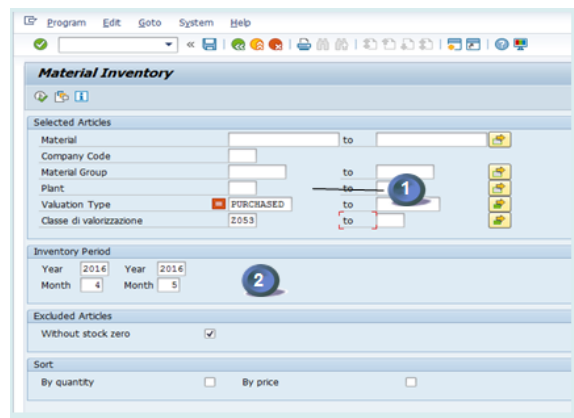 Program Edit Goto System Help
Material Inventory
Selected Articles
Material to
Company Code
Material Group to
Plant to 1
Valuation Type = PURCHASED to
Classe di valorizzazione Z053 to
Inventory Period
Year 2016 Year 2016
Month 4 Month 5
2
Excluded Articles
Without stock zero
Sort
By quantity By price